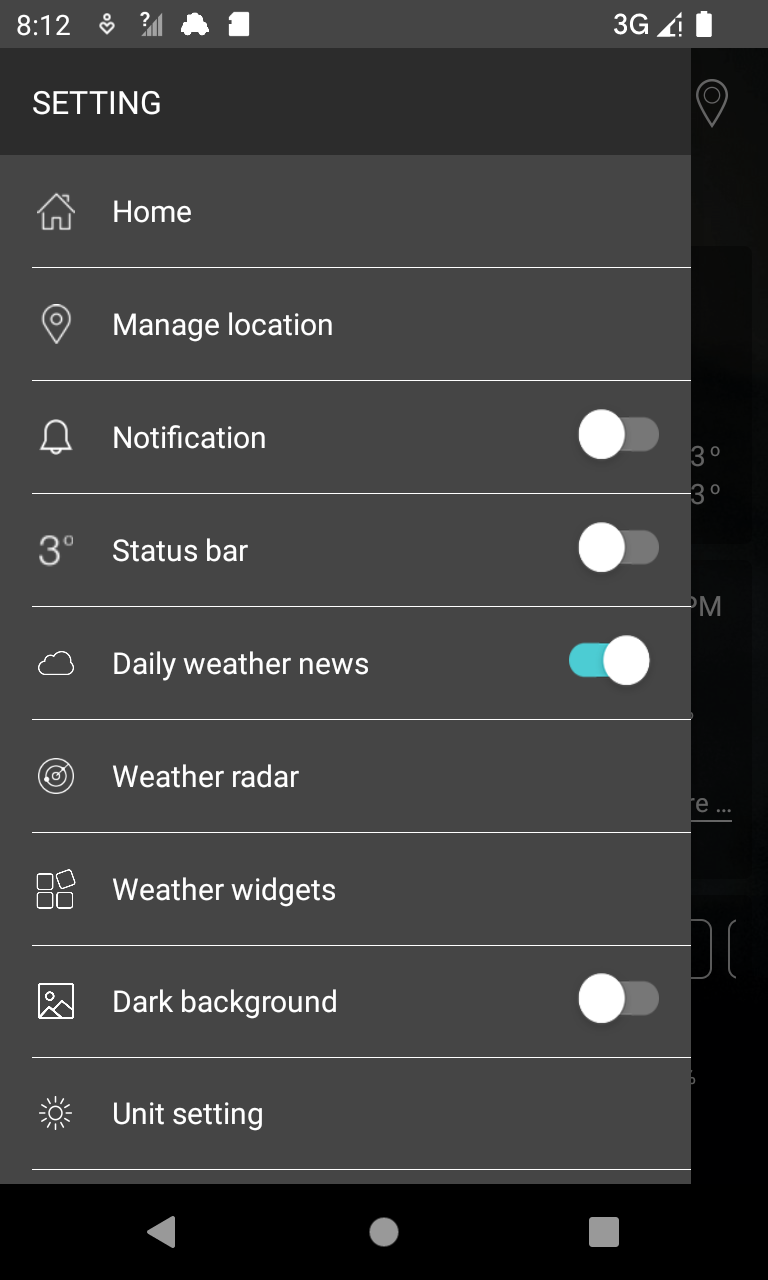 8:12 ? 3G
SETTING
Home
Manage location
Notification
3° Status bar
Daily weather news
Weather radar
Weather widgets
Dark background
Unit setting
3°
3°
PM
re ...